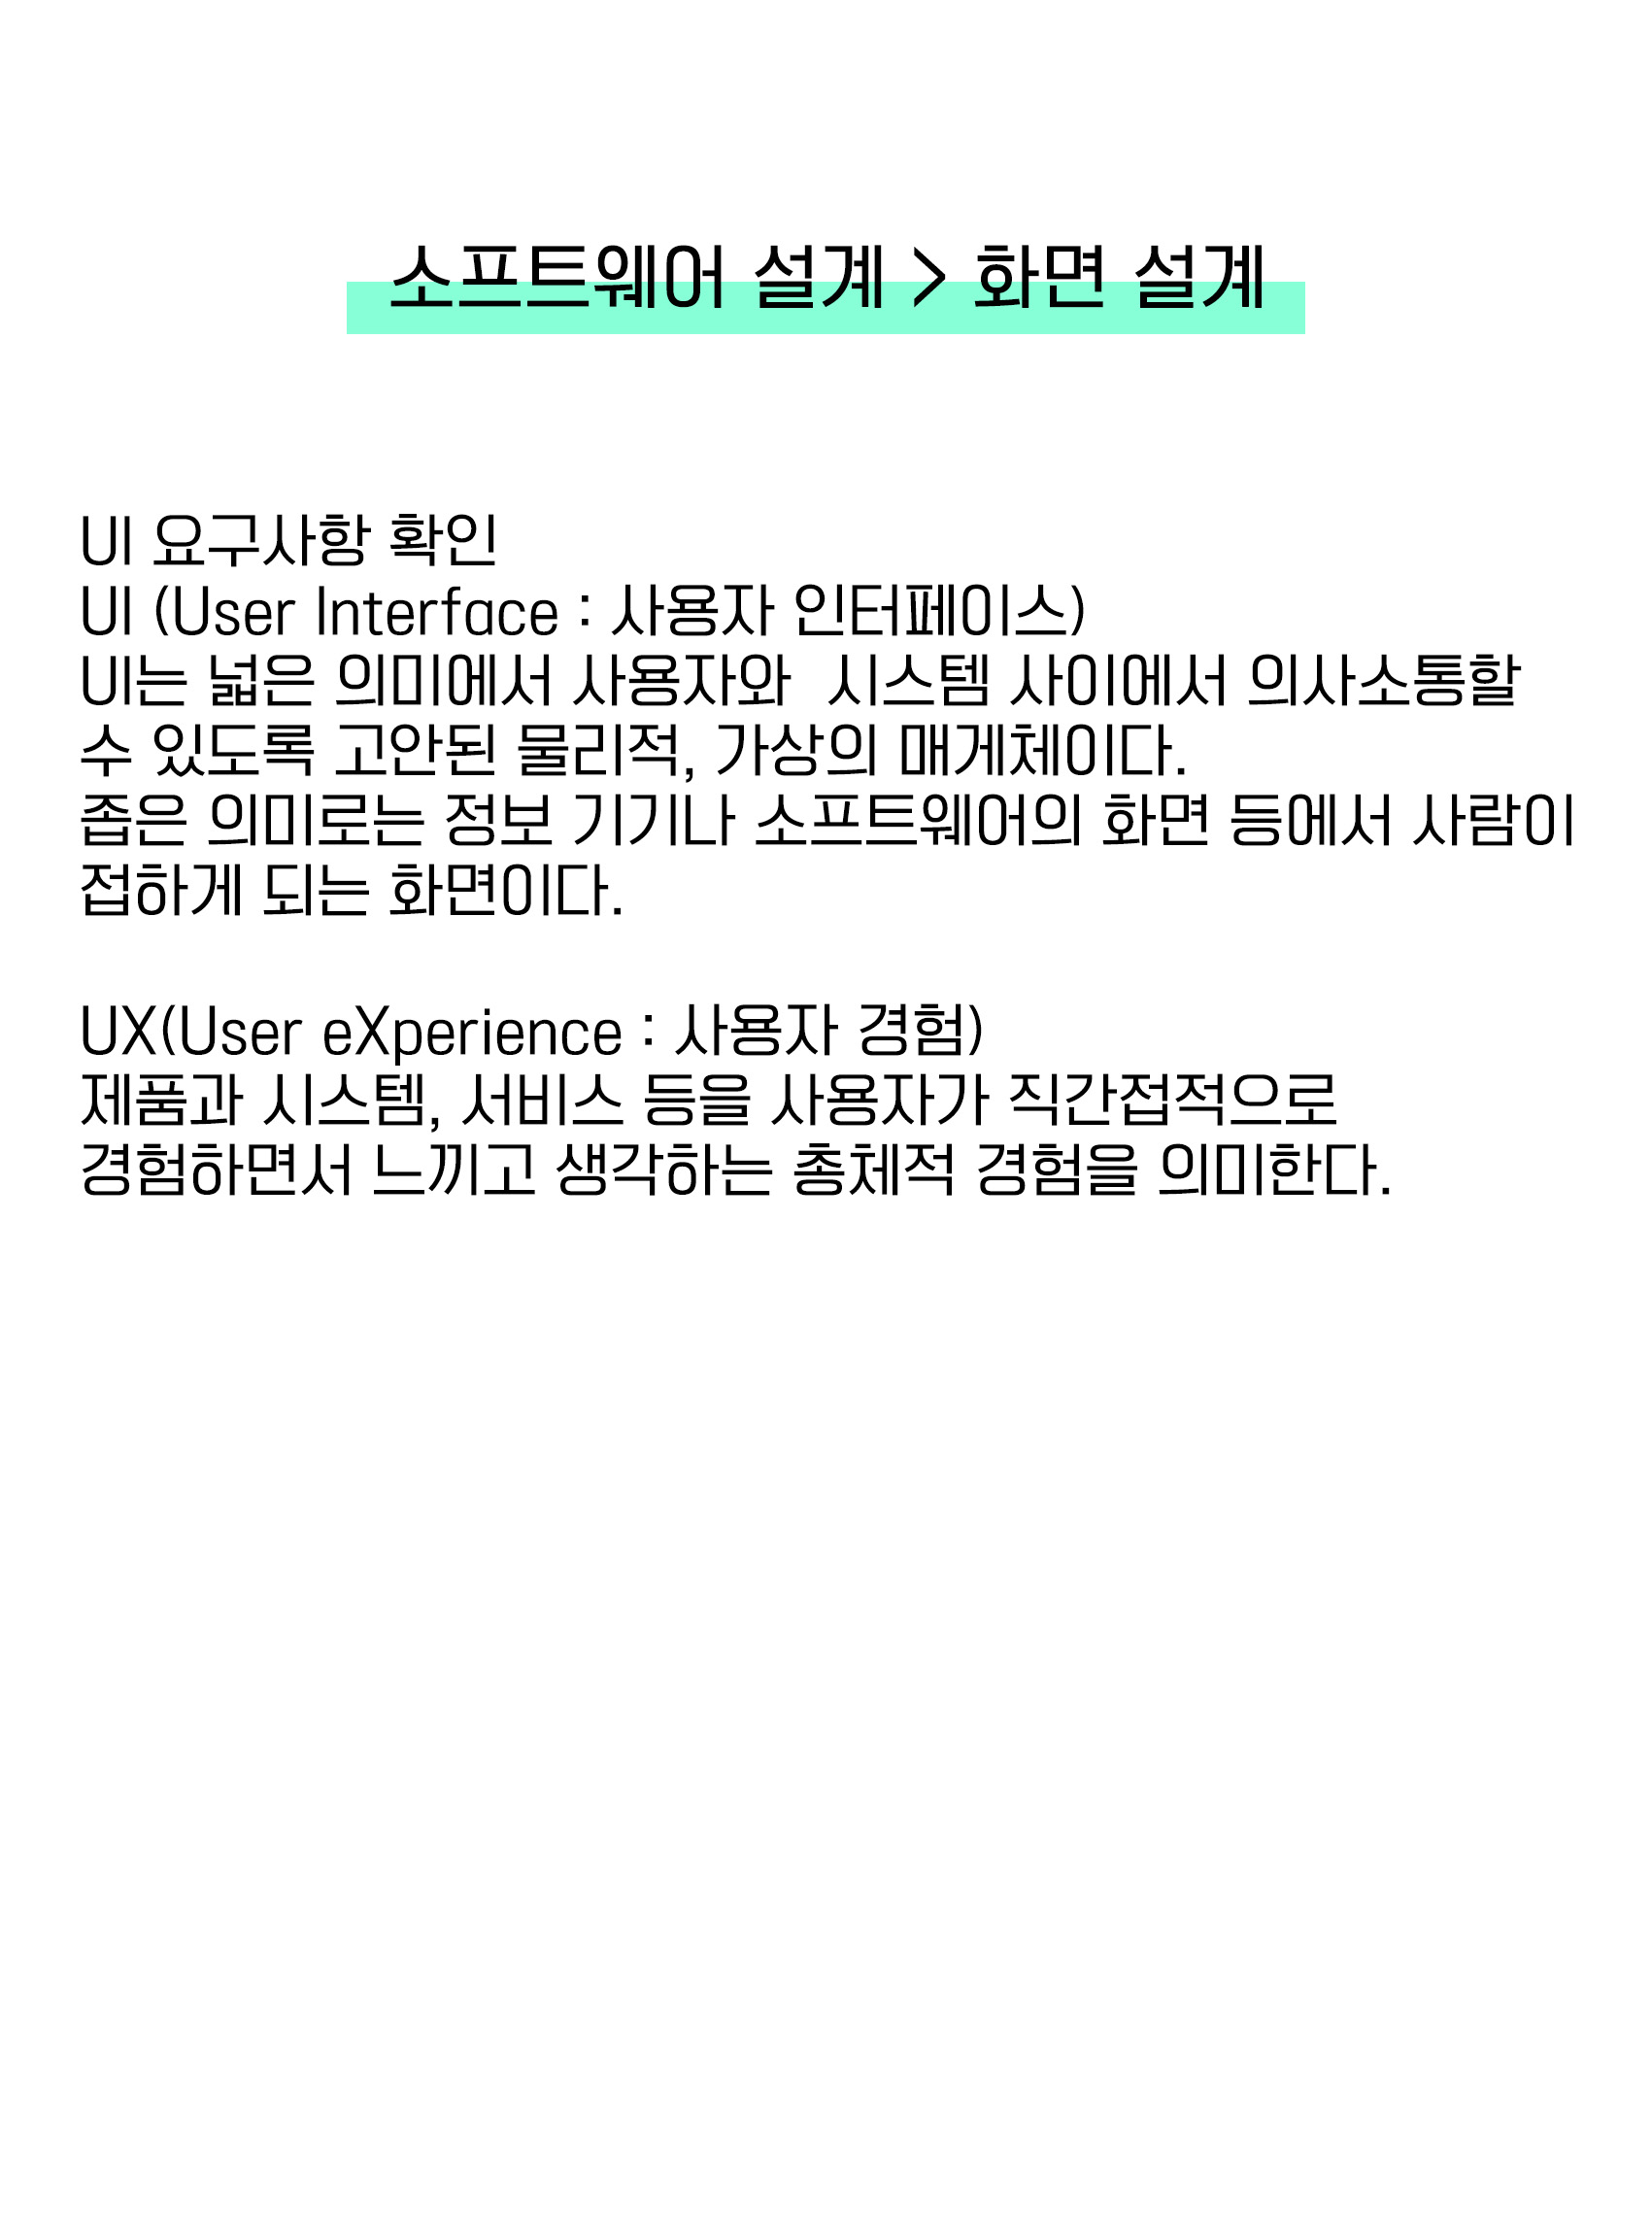 소프트웨어 설계 > 화면 설계
UI 요구사항 확인
UI (User Interface : 사용자 인터페이스)
UI는 넓은 의미에서 사용자와  시스템 사이에서 의사소통할
수 있도록 고안된 물리적, 가상의 매게체이다.
좁은 의미로는 정보 기기나 소프트웨어의 화면 등에서 사람이
접하게 되는 화면이다.
UX(User eXperience : 사용자 경험)
제품과 시스템, 서비스 등을 사용자가 직간접적으로
경험하면서 느끼고 생각하는 총체적 경험을 의미한다.